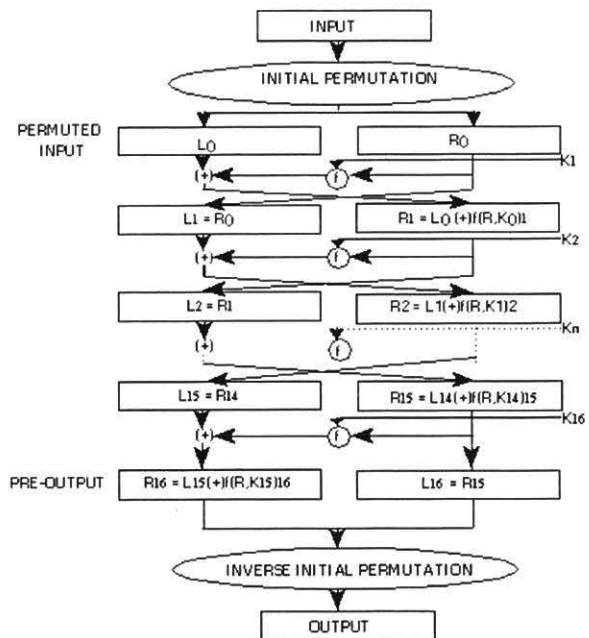 INPUT
INITIAL PERMUTATION
PERMUTED
INPUT
L0
R0
K1
(+)
f
L1 = R0
R1 = L0 (+)f(R,K0)1
K2
(+)
f
L2 = R1
R2 = L1(+)f(R,K1)2
Kn
(+)
f
L15 = R14
R15 = L14(+)f(R,K14)15
K16
(+)
f
PRE-OUTPUT
R16 = L15(+)f(R,K15)16
L16 = R15
INVERSE INITIAL PERMUTATION
OUTPUT